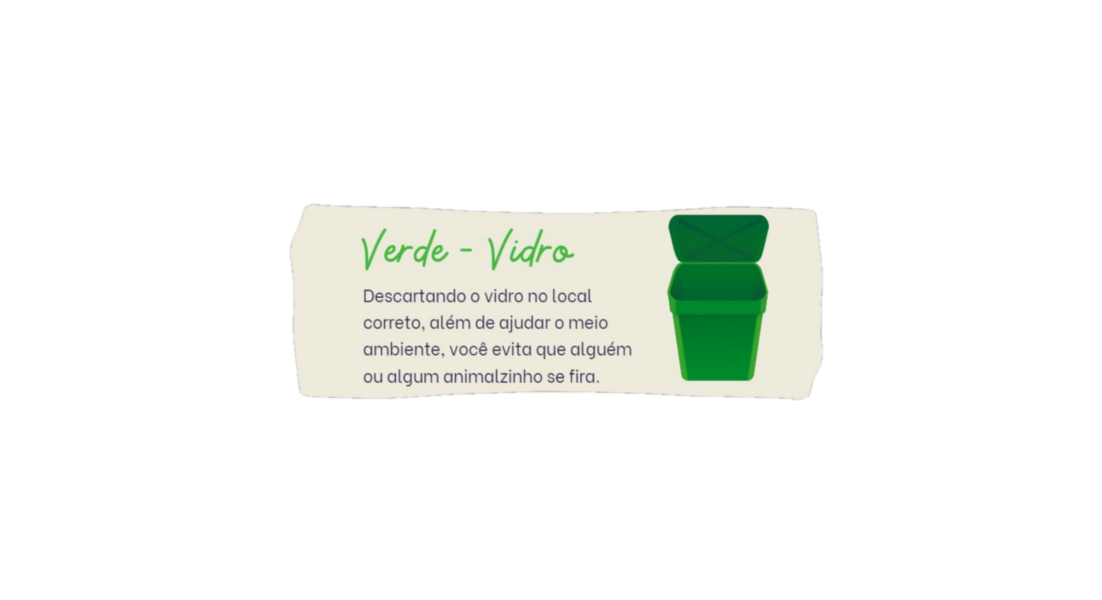 Verde - Vidro
Descartando o vidro no local
correto, além de ajudar o meio
ambiente, você evita que alguém
ou algum animalzinho se fira.